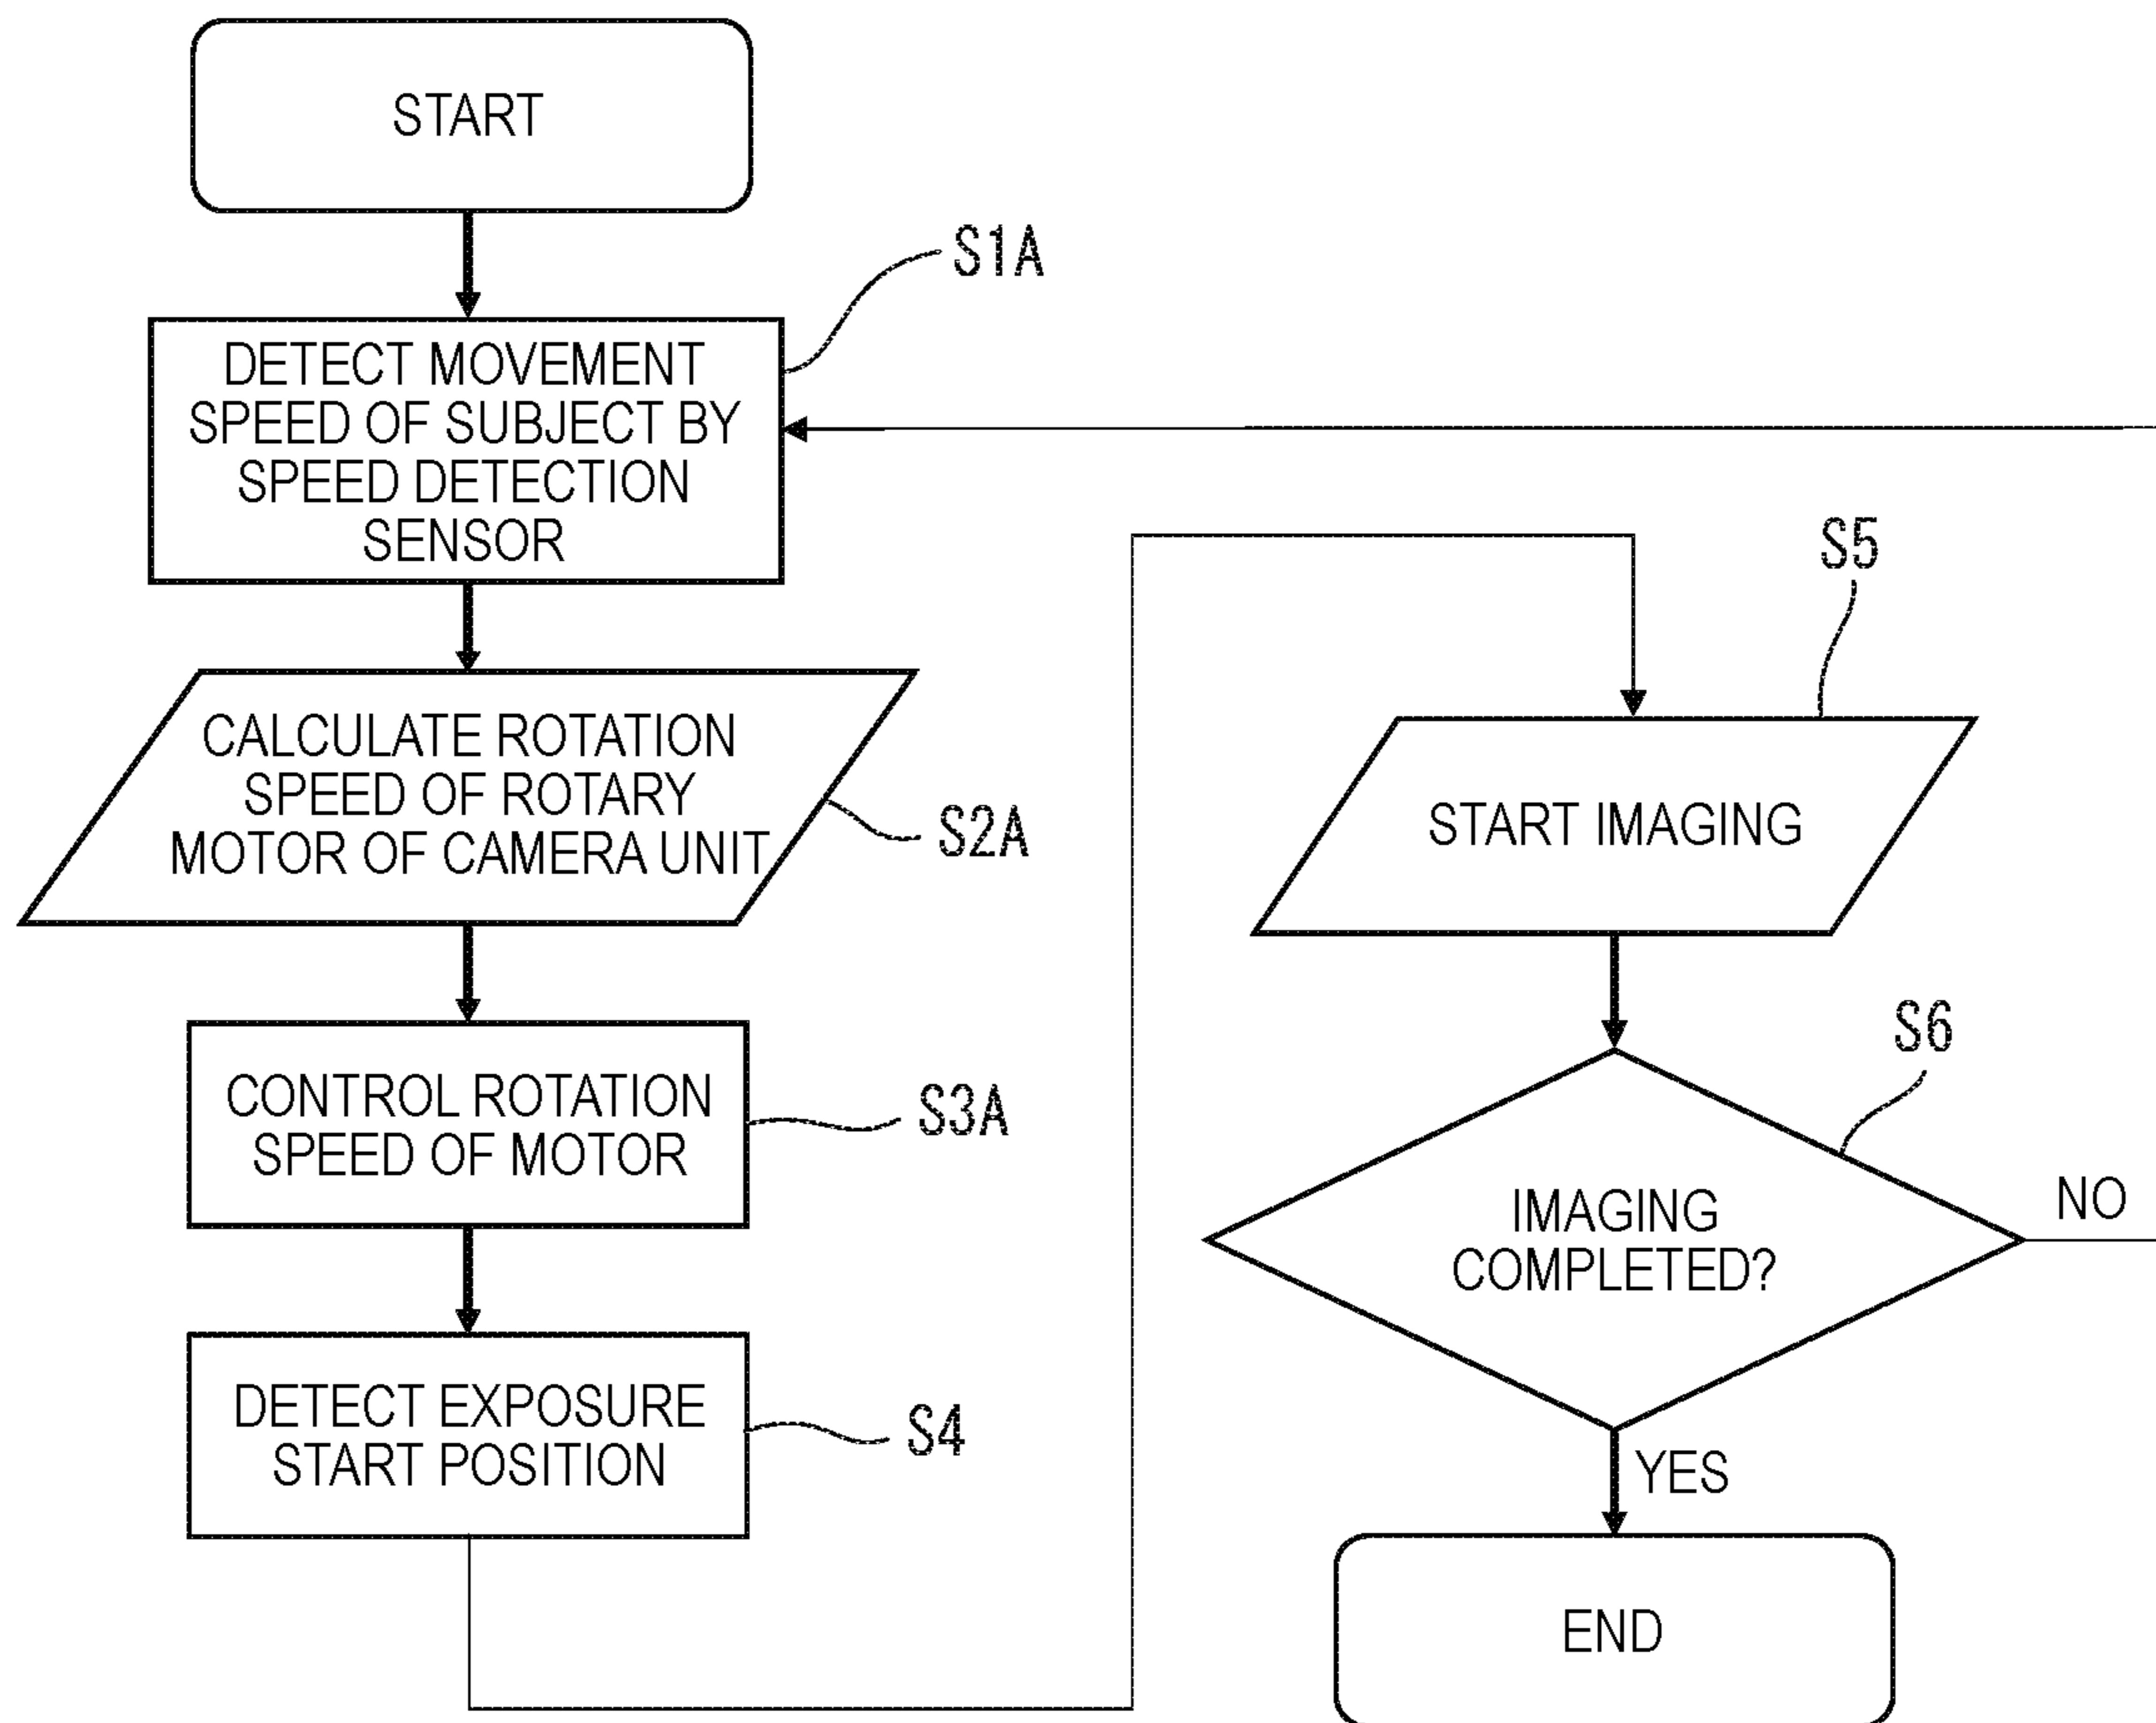 START
S1A
DETECT MOVEMENT
SPEED OF SUBJECT BY
SPEED DETECTION
SENSOR
CALCULATE ROTATION
SPEED OF ROTARY
MOTOR OF CAMERA UNIT
S2A
CONTROL ROTATION
SPEED OF MOTOR
S3A
DETECT EXPOSURE
START POSITION
S4
S5
START IMAGING
S6
IMAGING
COMPLETED?
NO
YES
END